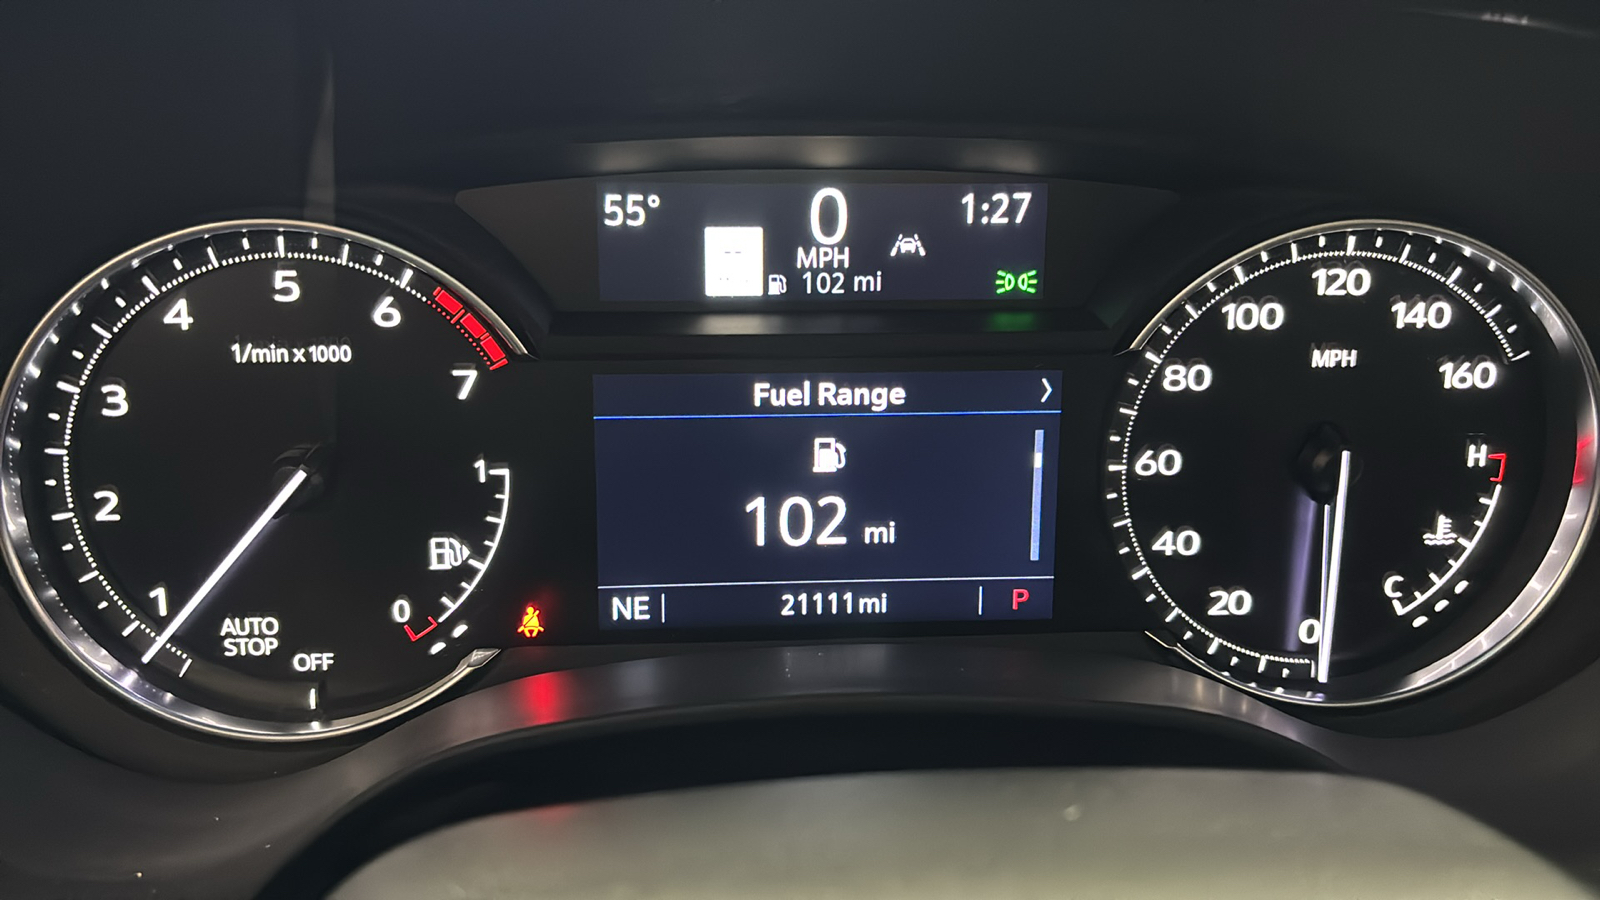 55°
0
MPH
102 mi
1:27
1
2
3
4
5
6
7
1/min x 1000
AUTO
STOP
OFF
1
0
Fuel Range
102 mi
NE
21111mi
P
0
20
40
60
80
100
120
140
160
MPH
H
C